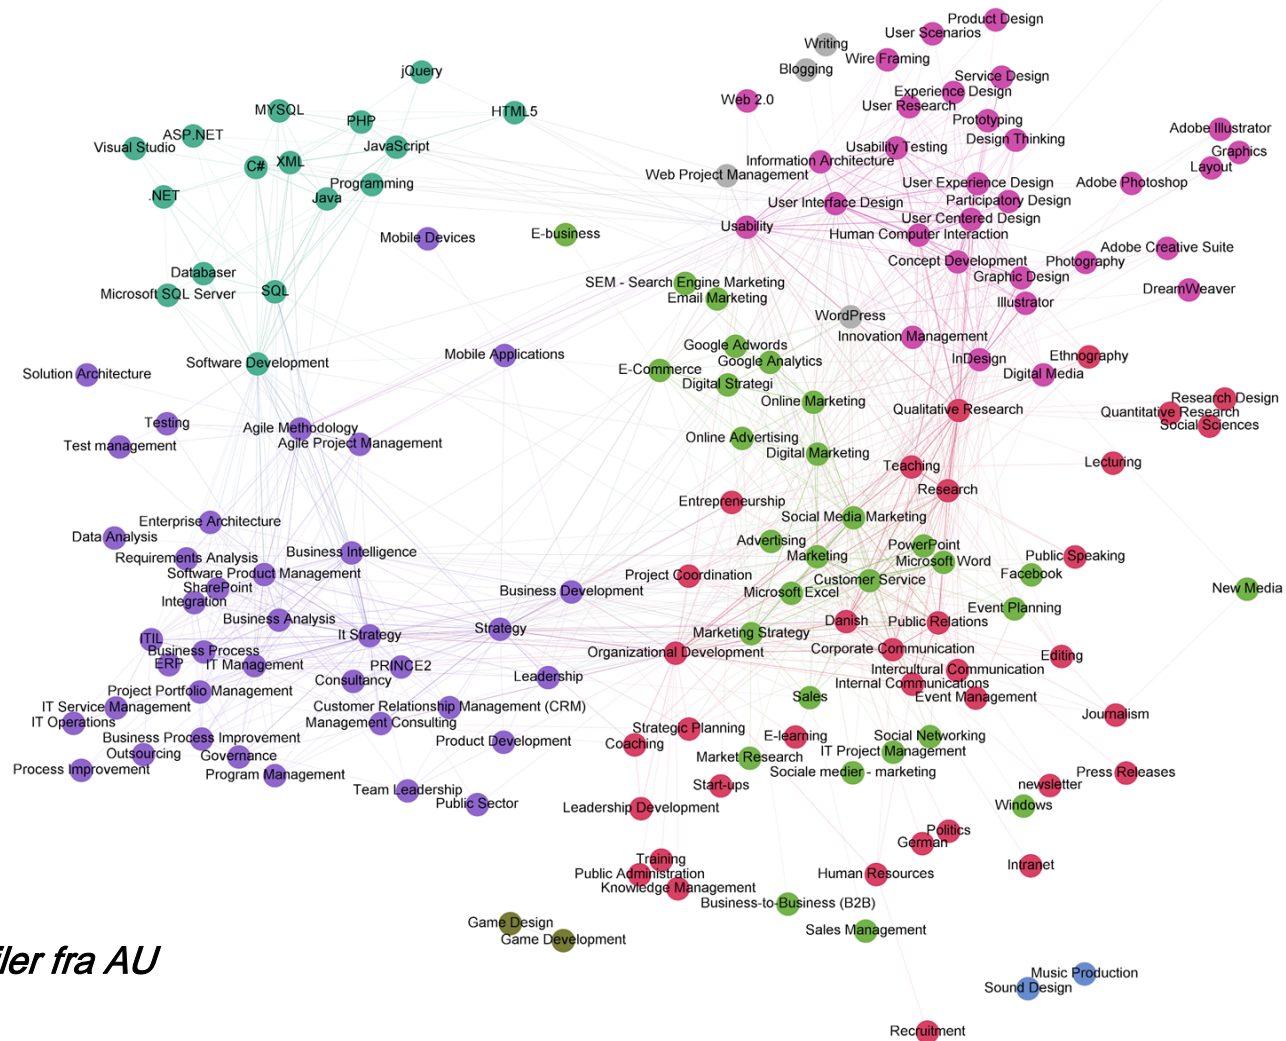 Product Design
User Scenarios
Writing
Wire Framing
Blogging
jQuery
Service Design
Experience Design
Web 2.0
User Research
MYSQL
HTML5
PHP
Prototyping
Adobe Illustrator
ASP.NET
Design Thinking
Visual Studio
JavaScript
Usability Testing
Graphics
C#
XML
Information Architecture
Layout
Web Project Management
Programming
User Experience Design
Adobe Photoshop
.NET
Java
User Interface Design
Participatory Design
User Centered Design
Usability
E-business
Human Computer Interaction
Mobile Devices
Adobe Creative Suite
Concept Development
Photography
Databaser
Graphic Design
SEM - Search Engine Marketing
DreamWeaver
Microsoft SQL Server
SQL
Email Marketing
Illustrator
WordPress
Innovation Management
Google Adwords
Mobile Applications
Ethnography
InDesign
Software Development
Google Analytics
E-Commerce
Solution Architecture
Digital Media
Digital Strategi
Research Design
Online Marketing
Qualitative Research
Quantitative Research
Testing
Agile Methodology
Social Sciences
Online Advertising
Agile Project Management
Test management
Digital Marketing
Lecturing
Teaching
Research
Entrepreneurship
Social Media Marketing
Enterprise Architecture
Data Analysis
Advertising
PowerPoint
Business Intelligence
Marketing
Public Speaking
Requirements Analysis
Microsoft Word
Software Product Management
Project Coordination
Facebook
Customer Service
SharePoint
New Media
Business Development
Microsoft Excel
Integration
Event Planning
Business Analysis
Danish
Public Relations
Strategy
Marketing Strategy
It Strategy
ITIL
Corporate Communication
Business Process
Organizational Development
Editing
ERP
IT Management
PRINCE2
Intercultural Communication
Leadership
Consultancy
Internal Communications
Project Portfolio Management
Event Management
Sales
Customer Relationship Management (CRM)
IT Service Management
Journalism
IT Operations
Management Consulting
Strategic Planning
E-learning
Social Networking
Business Process Improvement
Product Development
Coaching
IT Project Management
Outsourcing
Governance
Market Research
Process Improvement
Sociale medier - marketing
Press Releases
Program Management
Start-ups
newsletter
Team Leadership
Public Sector
Windows
Leadership Development
Politics
German
Training
Intranet
Public Administration
Human Resources
Knowledge Management
Business-to-Business (B2B)
Game Design
Sales Management
Game Development
iler fra AU
Music Production
Sound Design
Recruitment